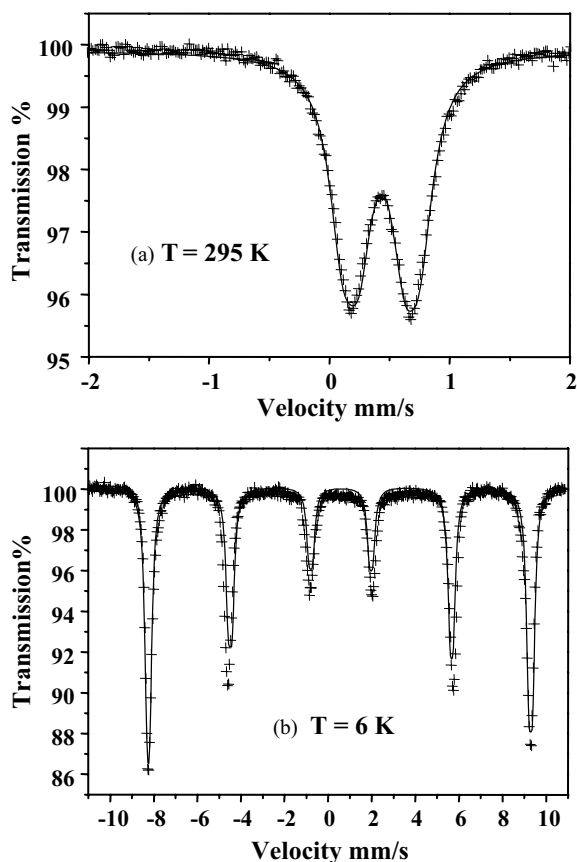 100
99
98
97
96
95
Transmission %
(a) T = 295 K
-2 -1 0 1 2
Velocity mm/s
100
98
96
94
92
90
88
86
Transmission%
(b) T = 6 K
-10 -8 -6 -4 -2 0 2 4 6 8 10
Velocity mm/s